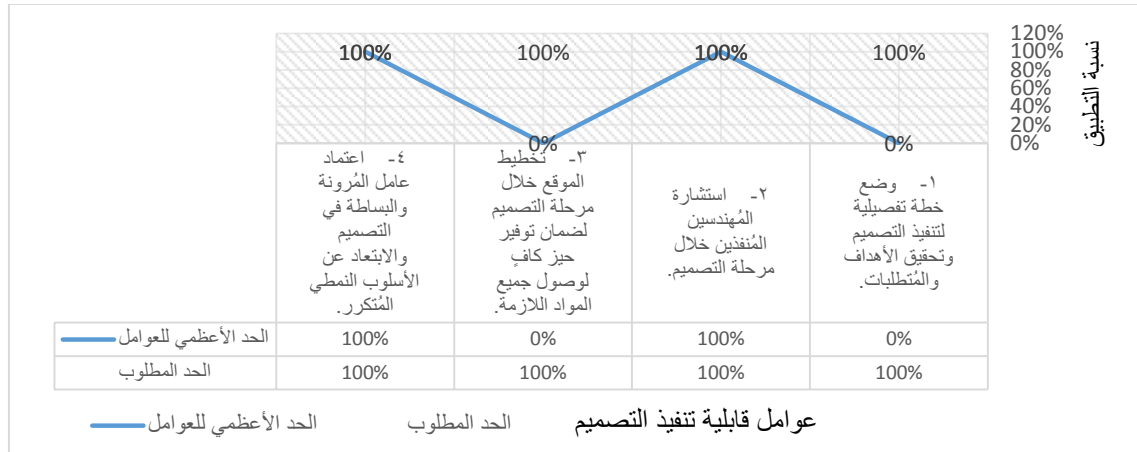 نسبة التطبيق
120%
100%
80%
60%
40%
20%
0%
100% 100% 100% 100%
0% 0%
١- وضع
خطة تفصيلية
لتنفيذ التصميم
وتحقيق الأهداف
والمُتطلبات.
٢- استشارة
المُهندسين
المُنفذين خلال
مرحلة التصميم.
٣- تخطيط
الموقع خلال
مرحلة التصميم
لضمان توفير
حيز كافٍ
لوصول جميع
المواد اللازمة.
٤- اعتماد
عامل المُرونة
والبساطة في
التصميم
والابتعاد عن
الأسلوب النمطي
المُتكرر.
الحد الأعظمي للعوامل 100% 0% 100% 0%
الحد المطلوب 100% 100% 100% 100%
عوامل قابلية تنفيذ التصميم
الحد المطلوب
الحد الأعظمي للعوامل